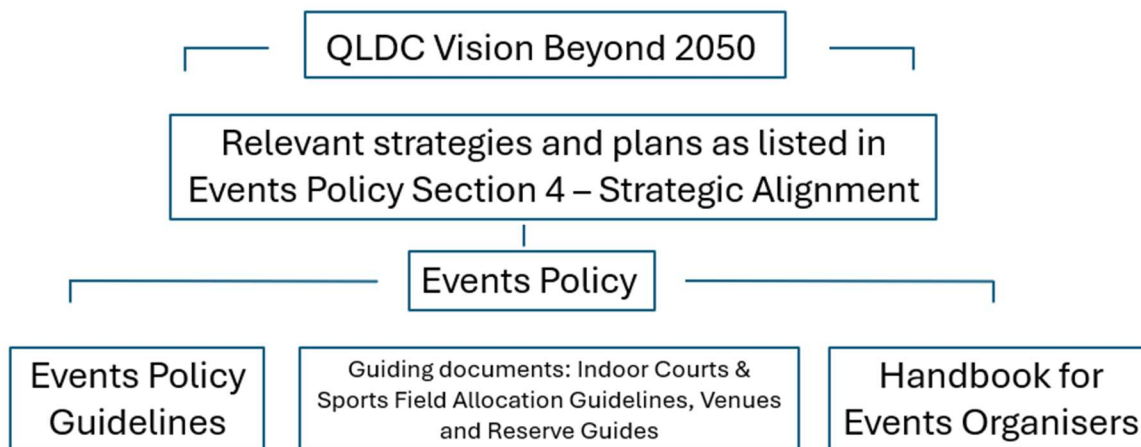 QLDC Vision Beyond 2050
Relevant strategies and plans as listed in
Events Policy Section 4 – Strategic Alignment
Events Policy
Events Policy
Guidelines
Guiding documents: Indoor Courts &
Sports Field Allocation Guidelines, Venues
and Reserve Guides
Handbook for
Events Organisers